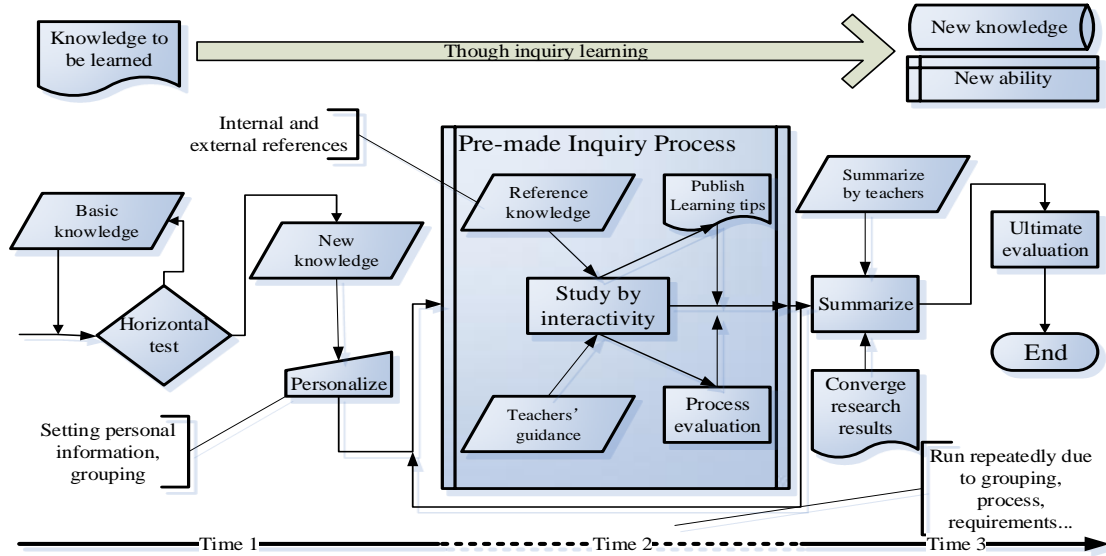 Knowledge to
be learned
Though inquiry learning
New knowledge
New ability
Internal and
external references
Pre-made Inquiry Process
Basic
knowledge
New
knowledge
Reference
knowledge
Publish
Learning tips
Summarize
by teachers
Ultimate
evaluation
Horizontal
test
Study by
interactivity
Summarize
End
Personalize
Teachers’
guidance
Process
evaluation
Converge
research
results
Setting personal
information,
grouping
Run repeatedly due
to grouping,
process,
requirements...
Time 1
Time 2
Time 3